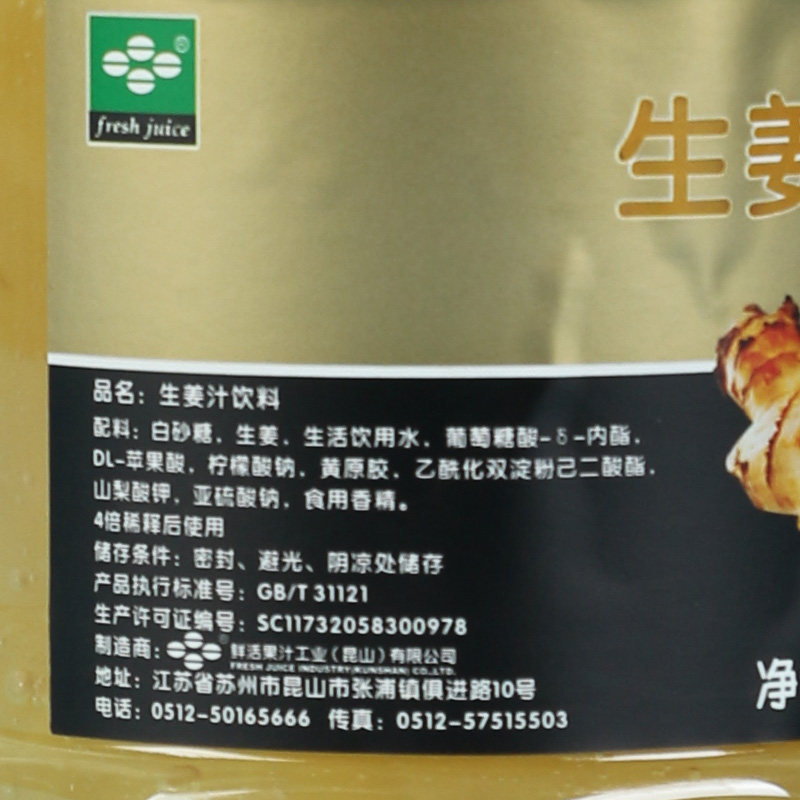 fresh juice
生姜
品名：生姜汁饮料
配料：白砂糖、生姜、生活饮用水、葡萄糖酸-δ-内酯、
DL-苹果酸、柠檬酸钠、黄原胶、乙酰化双淀粉己二酸酯、
山梨酸钾、亚硫酸钠、食用香精。
4倍稀释后使用
储存条件：密封、避光、阴凉处储存
产品执行标准号：GB/T 31121
生产许可证编号：SC11732058300978
制造商：鲜活果汁工业（昆山）有限公司
FRESH JUICE INDUSTRY(KUNSHAN) CO.,LTD.
地址：江苏省苏州市昆山市张浦镇俱进路10号
电话：0512-50165666 传真：0512-57515503
净